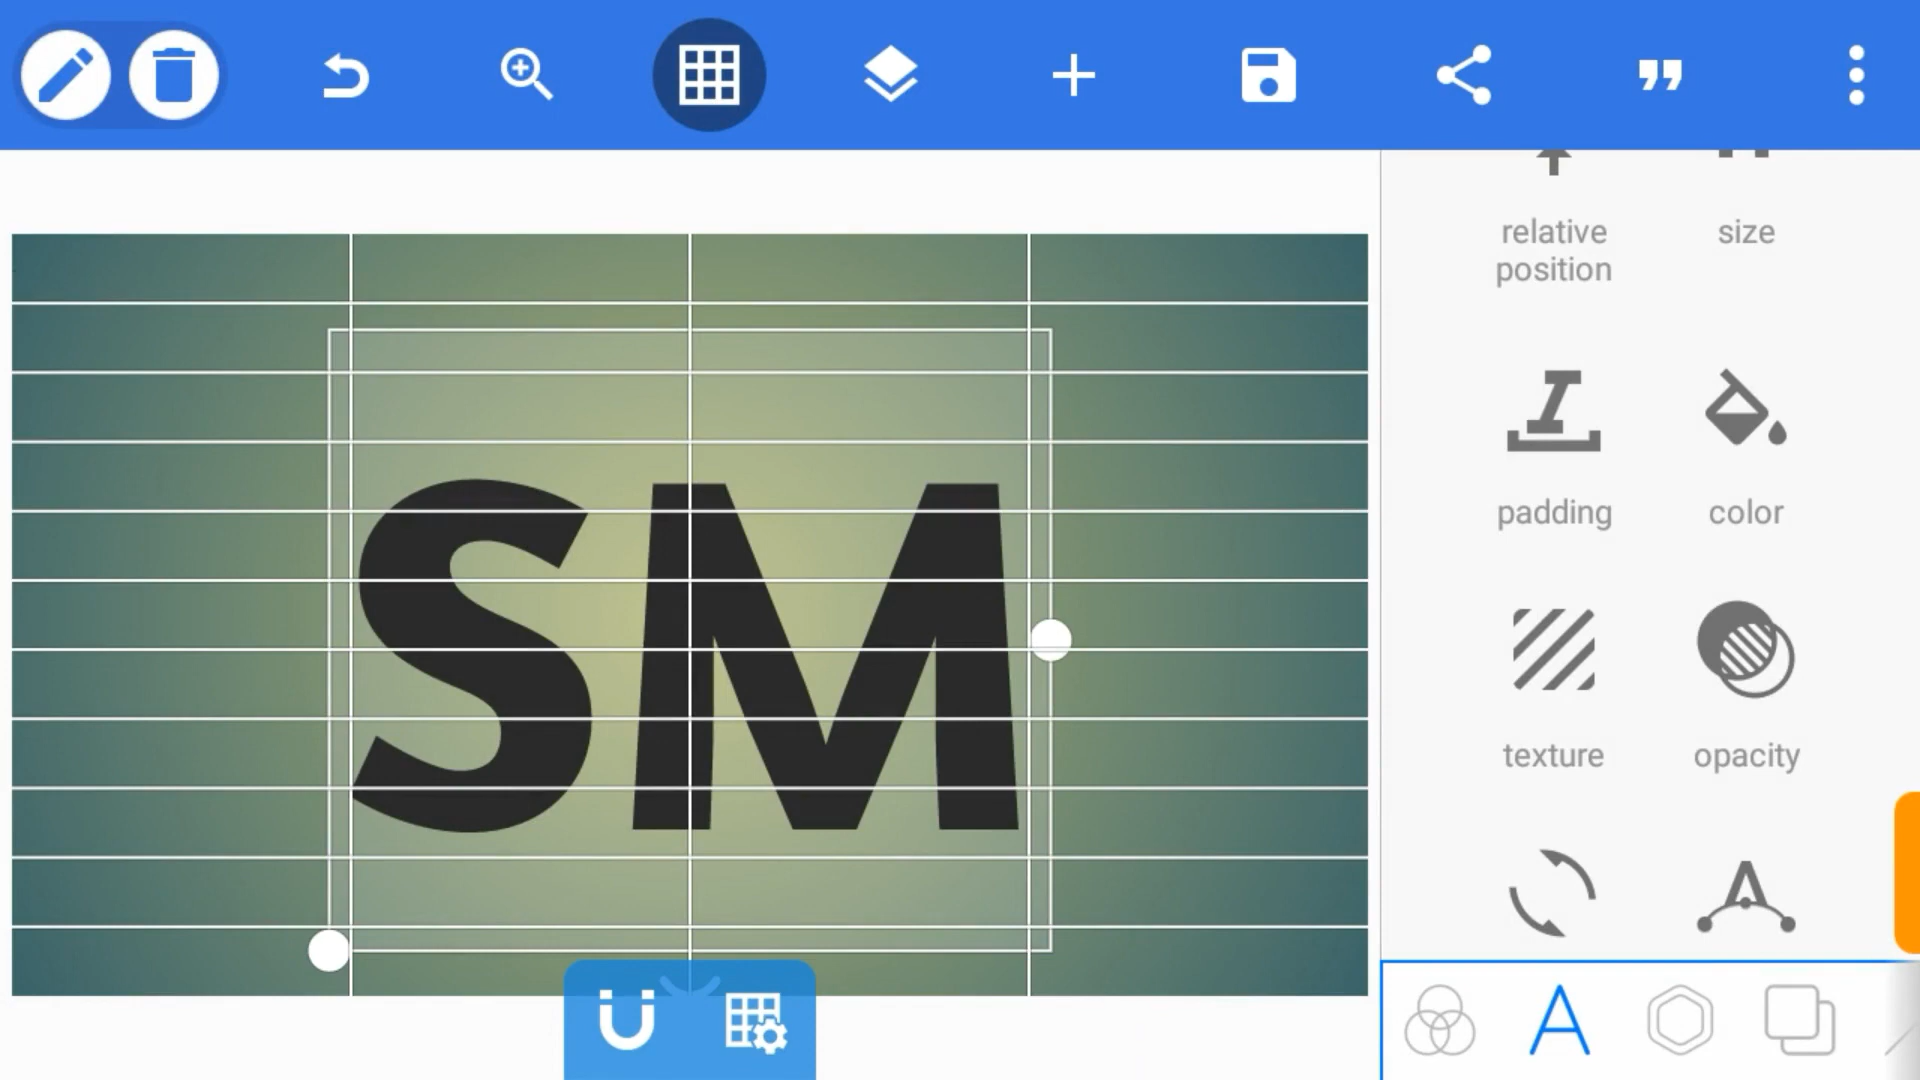 relative
position
size
padding
color
SM
texture
opacity